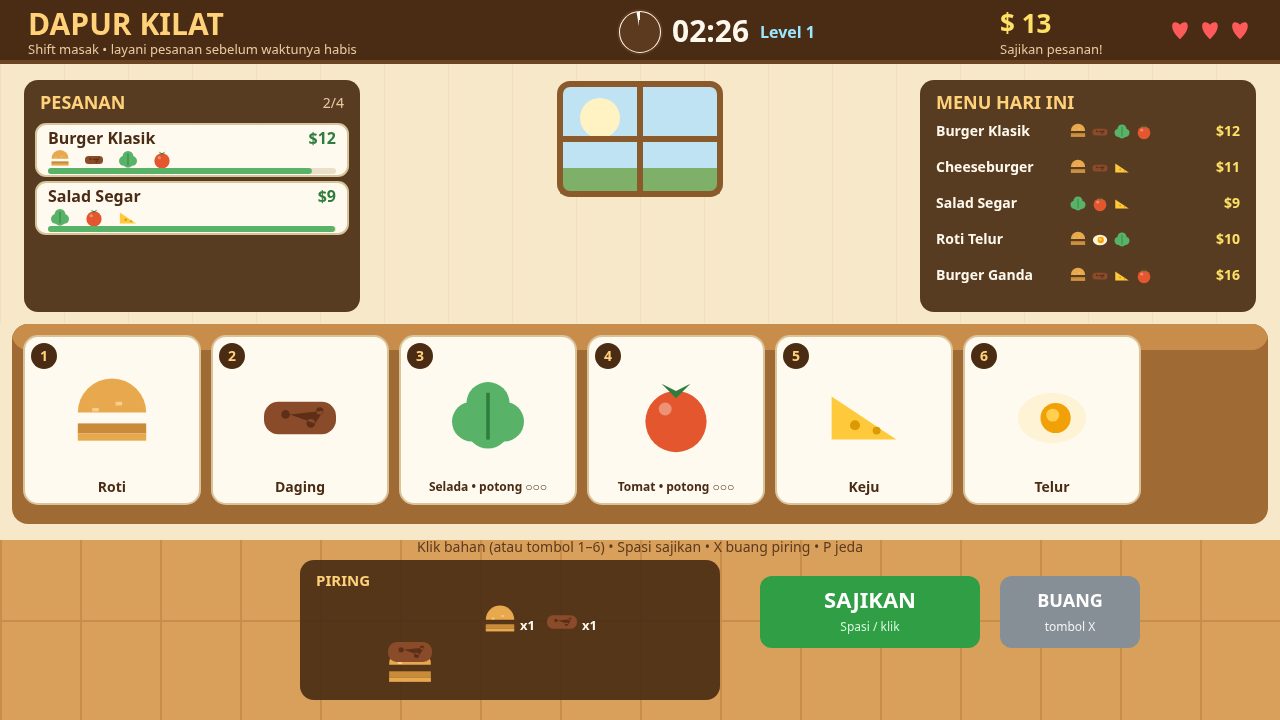 DAPUR KILAT
Shift masak • layani pesanan sebelum waktunya habis
02:26 Level 1
$ 13
Sajikan pesanan!
PESANAN 2/4
Burger Klasik $12
Salad Segar $9
MENU HARI INI
Burger Klasik $12
Cheeseburger $11
Salad Segar $9
Roti Telur $10
Burger Ganda $16
1 2 3 4 5 6
Roti Daging Selada • potong ○○○ Tomat • potong ○○○ Keju Telur
Klik bahan (atau tombol 1–6) • Spasi sajikan • X buang piring • P jeda
PIRING
x1 x1
SAJIKAN
Spasi / klik
BUANG
tombol X